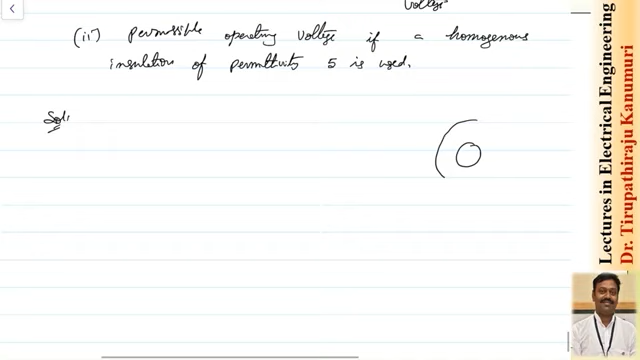 voltage
(ii) permissible operating voltage if a homogenous
insulation of permittivity 5 is used.
Sol:
Lectures in Electrical Engineering
Dr. Tirupathiraju Kanumuri